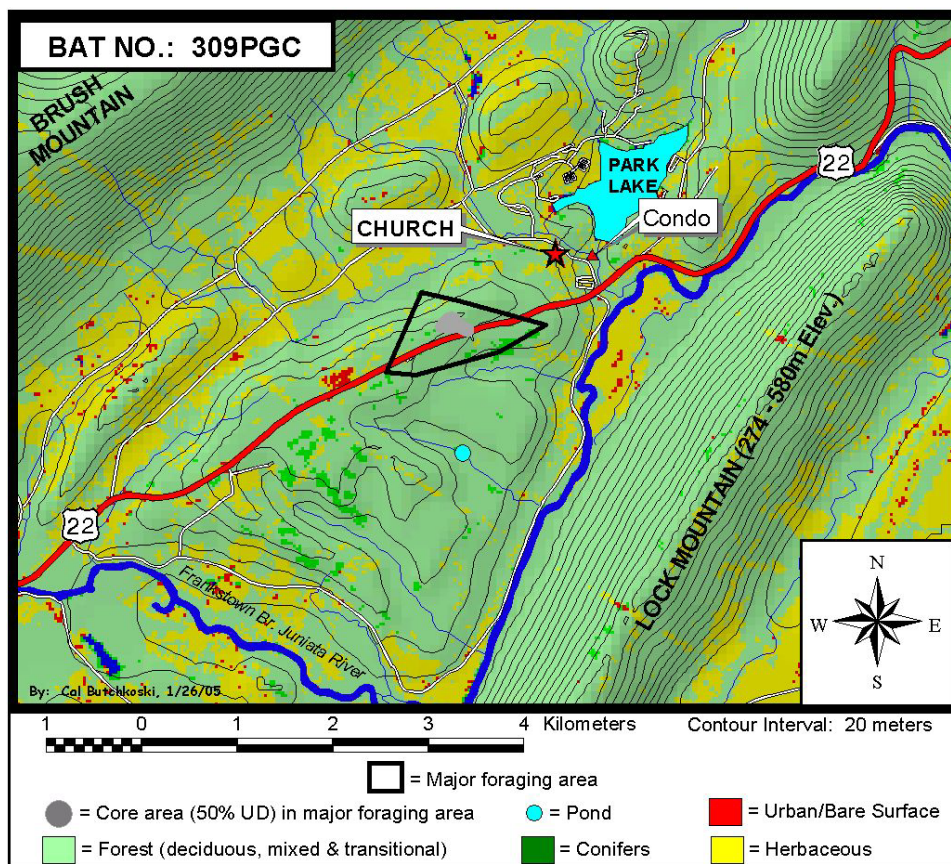 BAT NO.: 309PGC
BRUSH
MOUNTAIN
22
PARK
LAKE
CHURCH
Condo
LOCK MOUNTAIN (274 - 580m Elev.)
22
Frankstown Br. Juniata River
N
W E
S
By: Cal Butchkoski, 1/26/05
1 0 1 2 3 4 Kilometers Contour Interval: 20 meters
= Major foraging area
= Core area (50% UD) in major foraging area = Pond = Urban/Bare Surface
= Forest (deciduous, mixed & transitional) = Conifers = Herbaceous